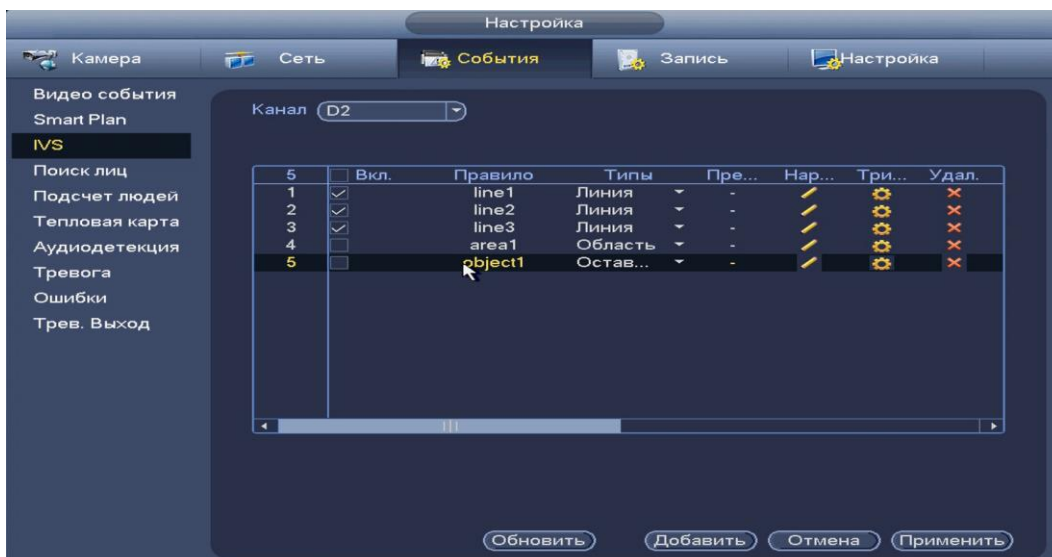 Настройка
Камера Сеть События Запись Настройка
Видео события
Smart Plan
IVS
Поиск лиц
Подсчет людей
Тепловая карта
Аудиодетекция
Тревога
Ошибки
Трев. Выход
Канал D2
5 Вкл. Правило Типы Пре... Нар... Три... Удал.
1 line1 Линия -
2 line2 Линия -
3 line3 Линия -
4 area1 Область -
5 object1 Остав... -
Обновить Добавить Отмена Применить